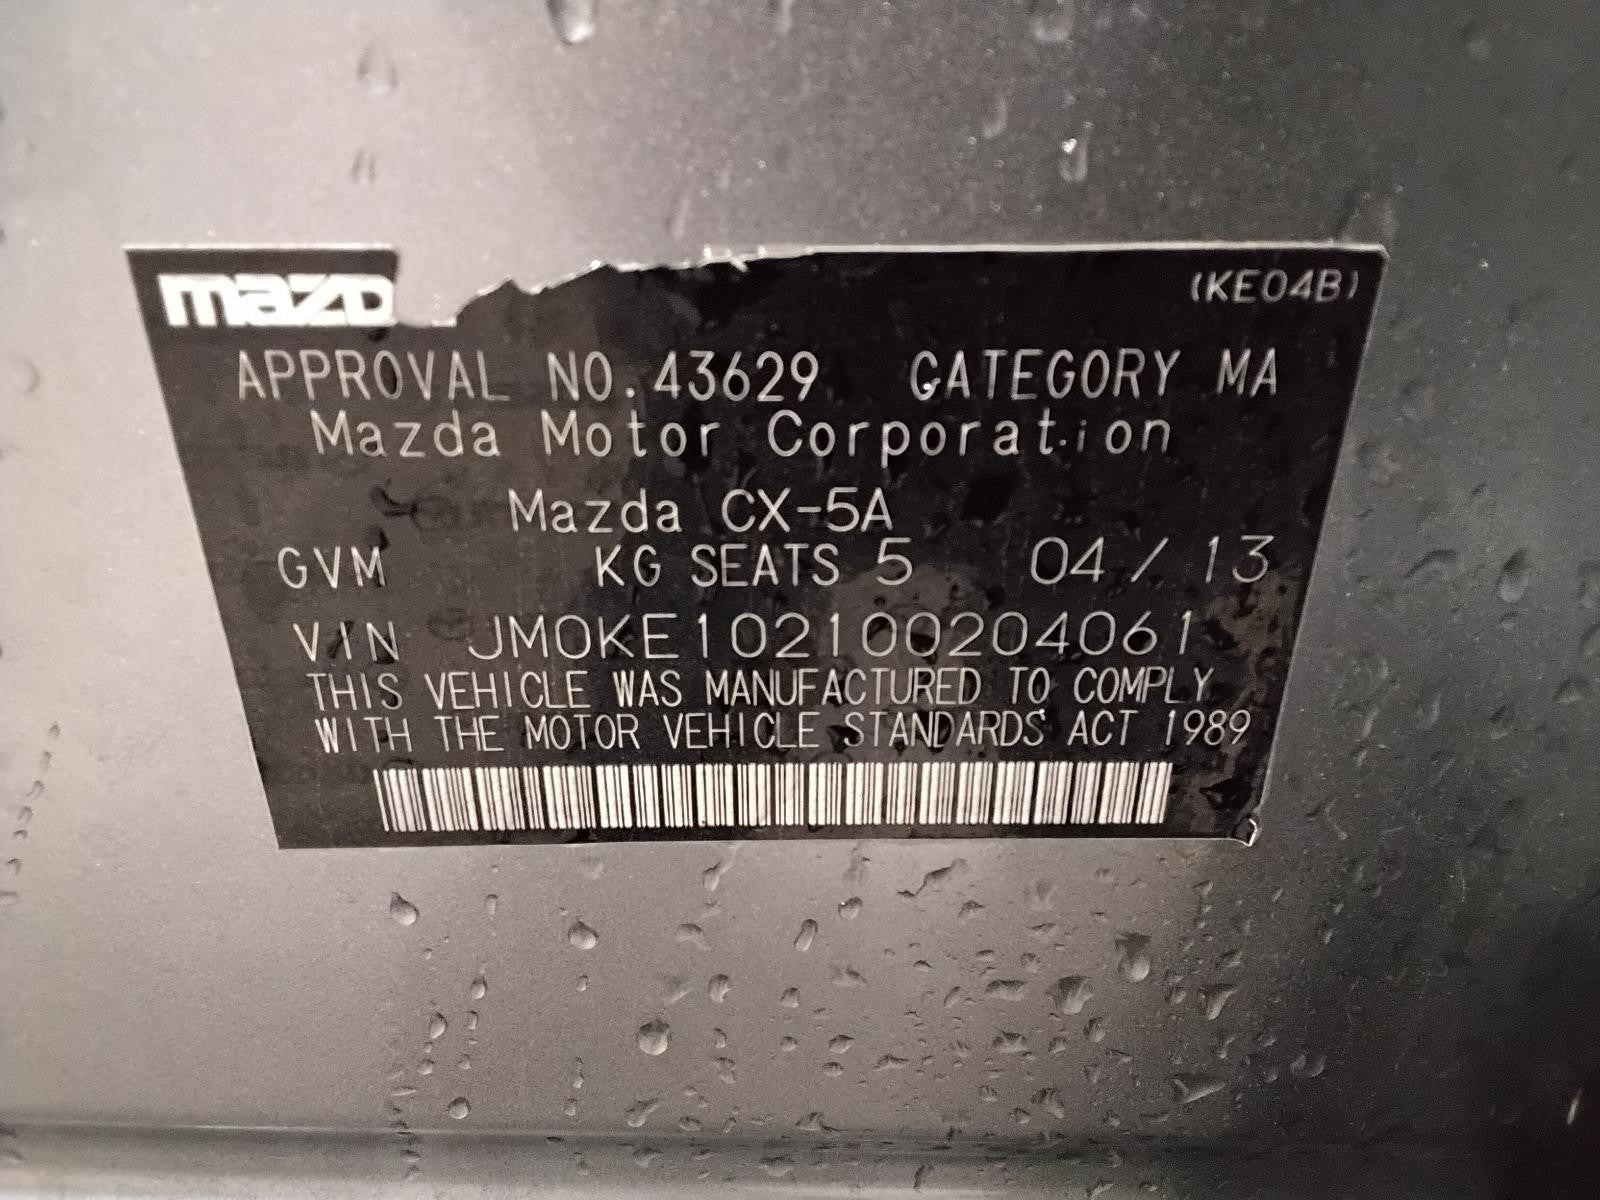 mazda (KE04B)
APPROVAL NO. 43629 CATEGORY MA
Mazda Motor Corporation
Mazda CX-5A
GVM KG SEATS 5 04 / 13
VIN JM0KE102100204061
THIS VEHICLE WAS MANUFACTURED TO COMPLY
WITH THE MOTOR VEHICLE STANDARDS ACT 1989